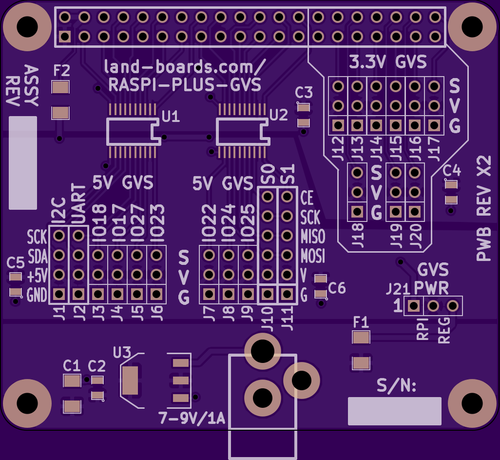 land-boards.com/
RASPI-PLUS-GVS
ASSY
REV
F2
U1
U2
C3
3.3V GVS
S
V
G
J12
J13
J14
J15
J16
J17
C4
J18
S
V
G
J19
J20
PWB REV X2
5V GVS
5V GVS
I2C
UART
IO18
IO17
IO27
IO23
IO22
IO24
IO25
S0
S1
SCK
SDA
+5V
GND
S
V
G
CE
SCK
MISO
MOSI
V
G
C5
C6
J1
J2
J3
J4
J5
J6
J7
J8
J9
J10
J11
GVS
J21 PWR
1
RPI
REG
F1
C1
C2
U3
7-9V/1A
S/N: